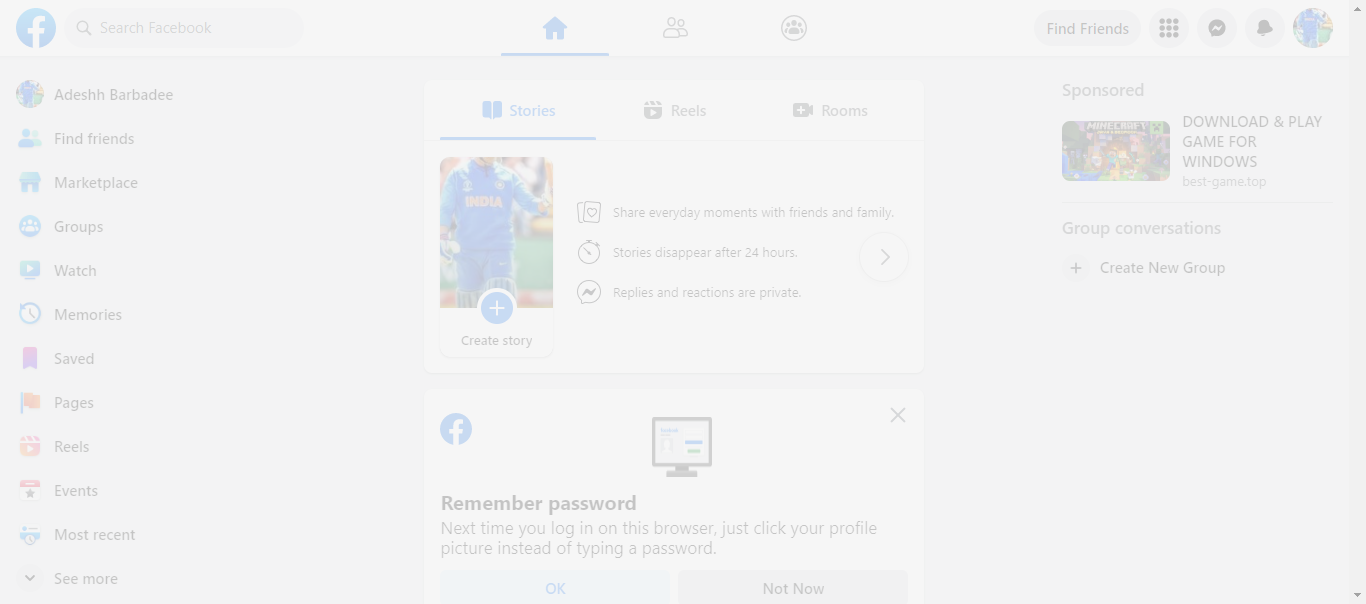 Search Facebook
Find Friends
Adeshh Barbadee
Find friends
Marketplace
Groups
Watch
Memories
Saved
Pages
Reels
Events
Most recent
See more
Stories
Reels
Rooms
INDIA
Create story
Share everyday moments with friends and family.
Stories disappear after 24 hours.
Replies and reactions are private.
Remember password
Next time you log in on this browser, just click your profile
picture instead of typing a password.
OK
Not Now
Sponsored
MINECRAFT
DOWNLOAD & PLAY
GAME FOR
WINDOWS
best-game.top
Group conversations
Create New Group